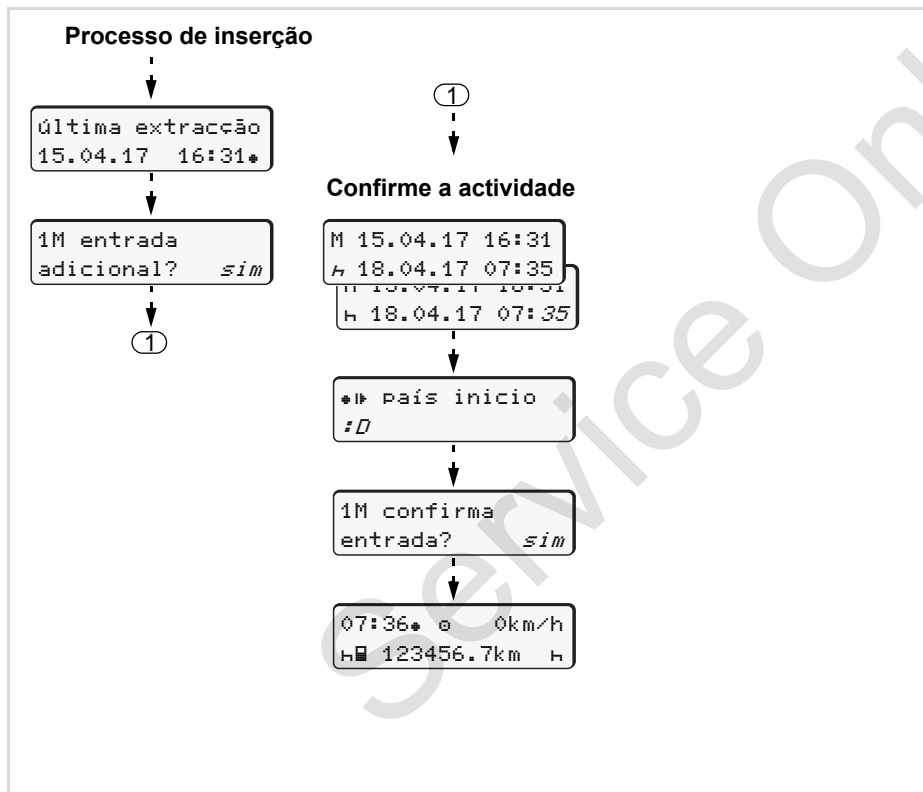 Processo de inserção
última extracção
15.04.17 16:31
1M entrada
adicional? sim
1
1
Confirme a actividade
M 15.04.17 16:31
18.04.17 07:35
18.04.17 07:35
país inicio
:D
1M confirma
entrada? sim
07:36 0km/h
123456.7km
Service